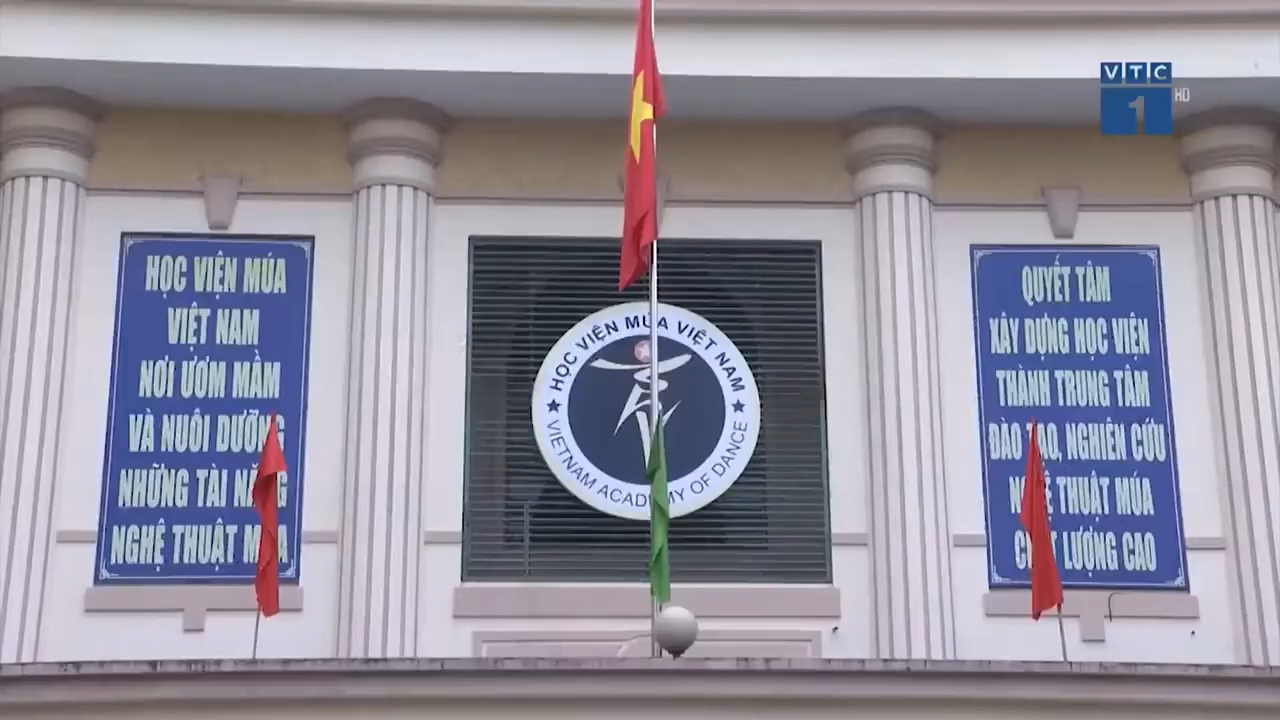 VTC
1 HD
HỌC VIỆN MÚA
VIỆT NAM
NƠI ƯƠM MẦM
VÀ NUÔI DƯỠNG
NHỮNG TÀI NĂNG
NGHỆ THUẬT MÚA
HỌC VIỆN MÚA VIỆT NAM
VIETNAM ACADEMY OF DANCE
QUYẾT TÂM
XÂY DỰNG HỌC VIỆN
THÀNH TRUNG TÂM
ĐÀO TẠO, NGHIÊN CỨU
NGHỆ THUẬT MÚA
CHẤT LƯỢNG CAO